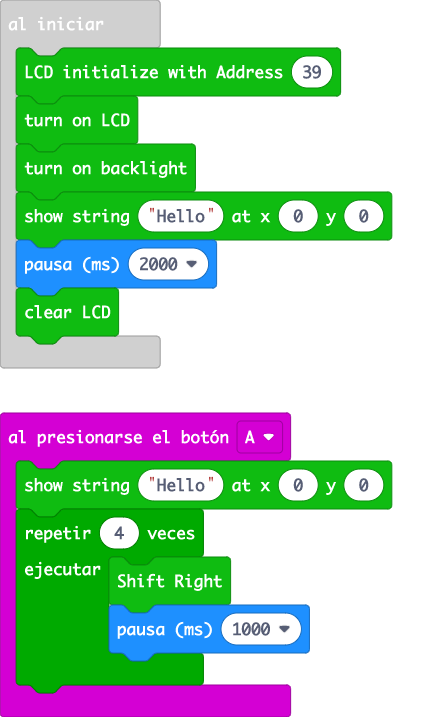 al iniciar
LCD initialize with Address 39
turn on LCD
turn on backlight
show string "Hello" at x 0 y 0
pausa (ms) 2000
clear LCD
al presionarse el botón A
show string "Hello" at x 0 y 0
repetir 4 veces
ejecutar
Shift Right
pausa (ms) 1000